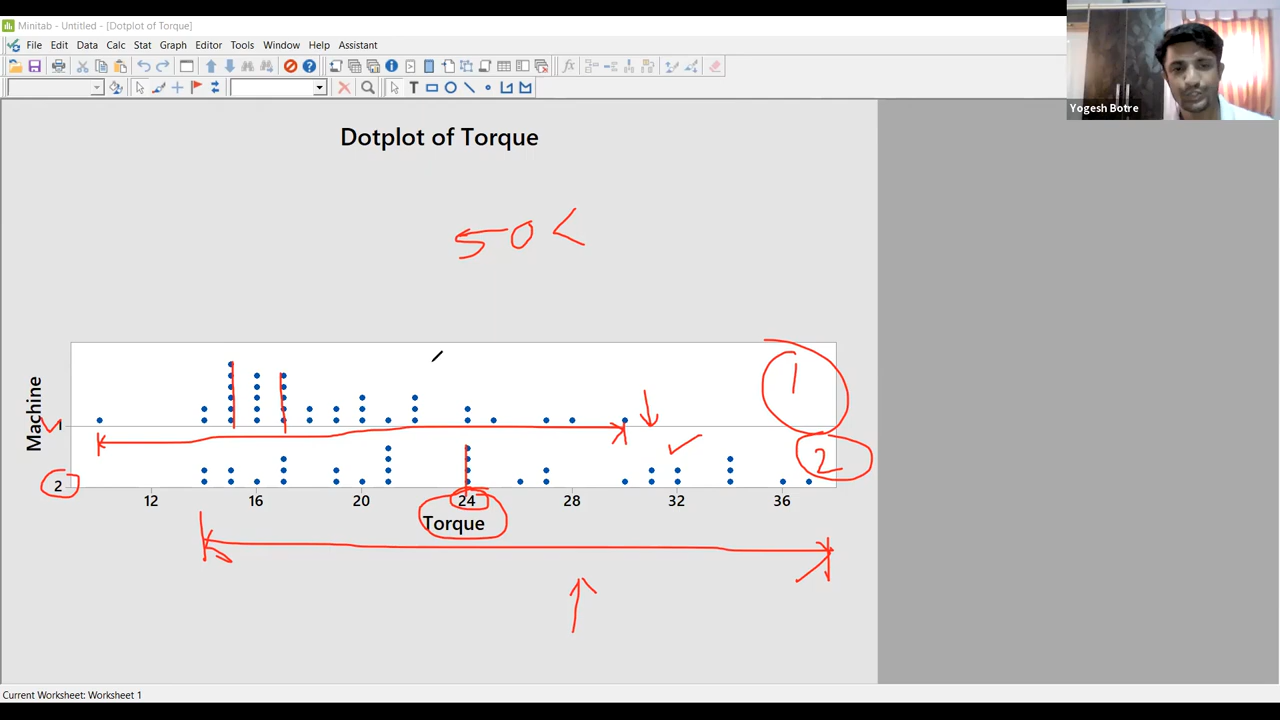 Minitab - Untitled - [Dotplot of Torque]
File Edit Data Calc Stat Graph Editor Tools Window Help Assistant
Yogesh Botre
Dotplot of Torque
50<
Machine
1
1
2
2
12 16 20 24 28 32 36
Torque
Current Worksheet: Worksheet 1